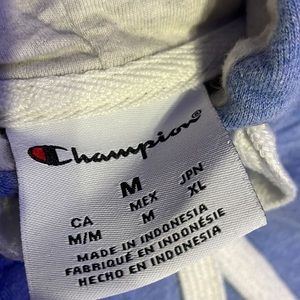 Champion®
M
CA MEX JPN
M/M M XL
MADE IN INDONESIA
FABRIQUÉ EN INDONÉSIE
HECHO EN INDONESIA